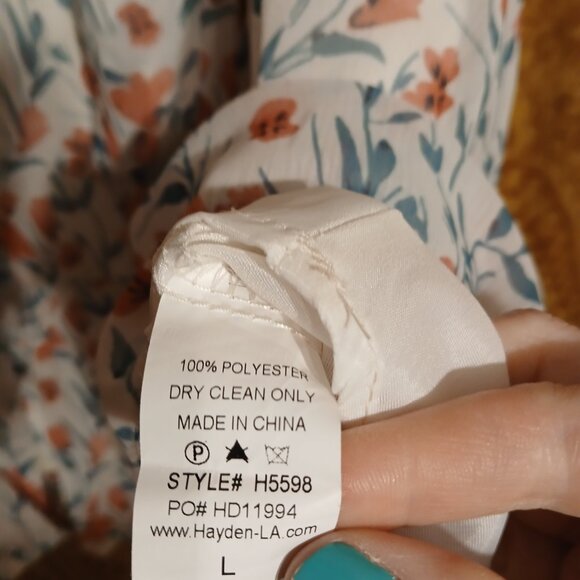 100% POLYESTER
DRY CLEAN ONLY
MADE IN CHINA
P
STYLE# H5598
PO# HD11994
www.Hayden-LA.com
L